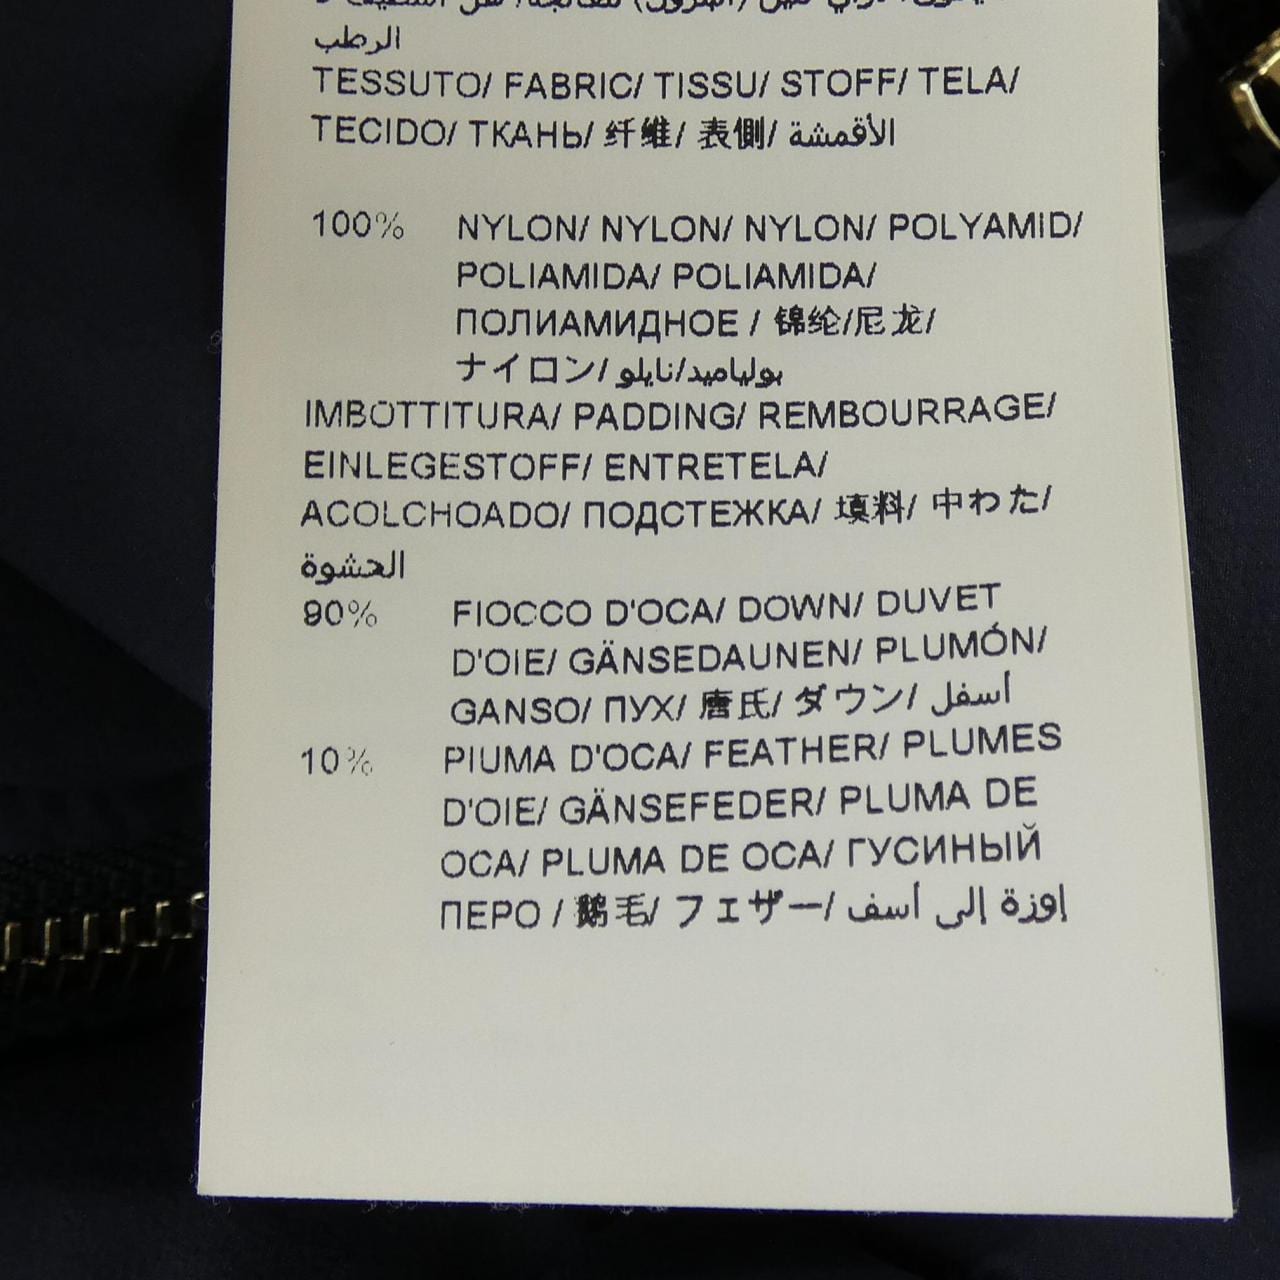 الرطب
TESSUTO/ FABRIC/ TISSU/ STOFF/ TELA/
TECIDO/ ТКАНЬ/ 纤维/ 表側/ الأقمشة
100% NYLON/ NYLON/ NYLON/ POLYAMID/
POLIAMIDA/ POLIAMIDA/
ПОЛИАМИДНОЕ / 锦纶/尼龙/
ナイロン/ بولياميد/نايلو
IMBOTTITURA/ PADDING/ REMBOURRAGE/
EINLEGESTOFF/ ENTRETELA/
ACOLCHOADO/ ПОДСТЕЖКА/ 填料/ 中わた/
الحشوة
90% FIOCCO D'OCA/ DOWN/ DUVET
D'OIE/ GÄNSEDAUNEN/ PLUMÓN/
GANSO/ ПУХ/ 唐氏/ ダウン/ أسفل
10% PIUMA D'OCA/ FEATHER/ PLUMES
D'OIE/ GÄNSEFEDER/ PLUMA DE
OCA/ PLUMA DE OCA/ ГУСИНЫЙ
ПЕРО / 鹅毛/ フェザー/ إوزة إلى أسف